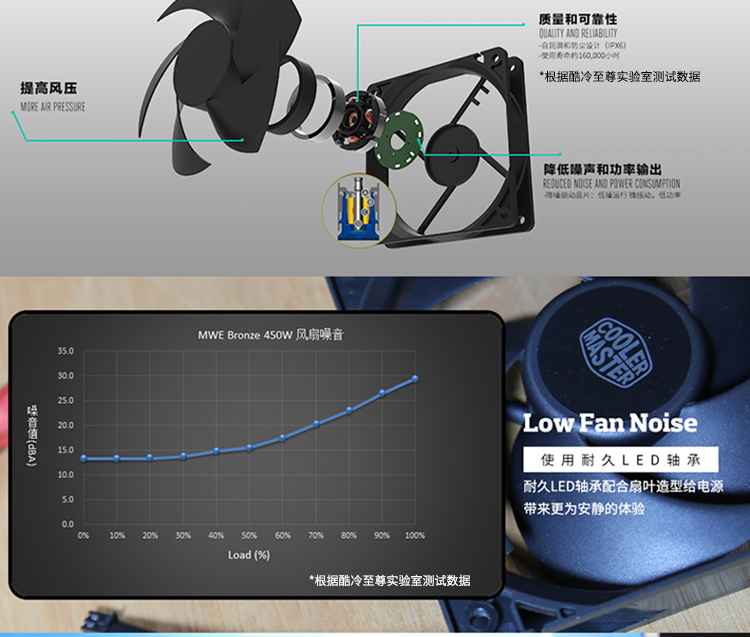 质量和可靠性
QUALITY AND RELIABILITY
-自润滑和防尘设计（IPX6)
-使用寿命约160,000小时
*根据酷冷至尊实验室测试数据
提高风压
MORE AIR PRESSURE
降低噪声和功率输出
REDUCED NOISE AND POWER CONSUMPTION
-降噪驱动晶片：低噪运行 微振动，低功率
MWE Bronze 450W 风扇噪音
35.0
30.0
25.0
20.0
15.0
10.0
5.0
0.0
噪音值(dBA)
0% 10% 20% 30% 40% 50% 60% 70% 80% 90% 100%
Load (%)
*根据酷冷至尊实验室测试数据
COOLER
MASTER
Low Fan Noise
使用耐久LED轴承
耐久LED轴承配合扇叶造型给电源
带来更为安静的体验